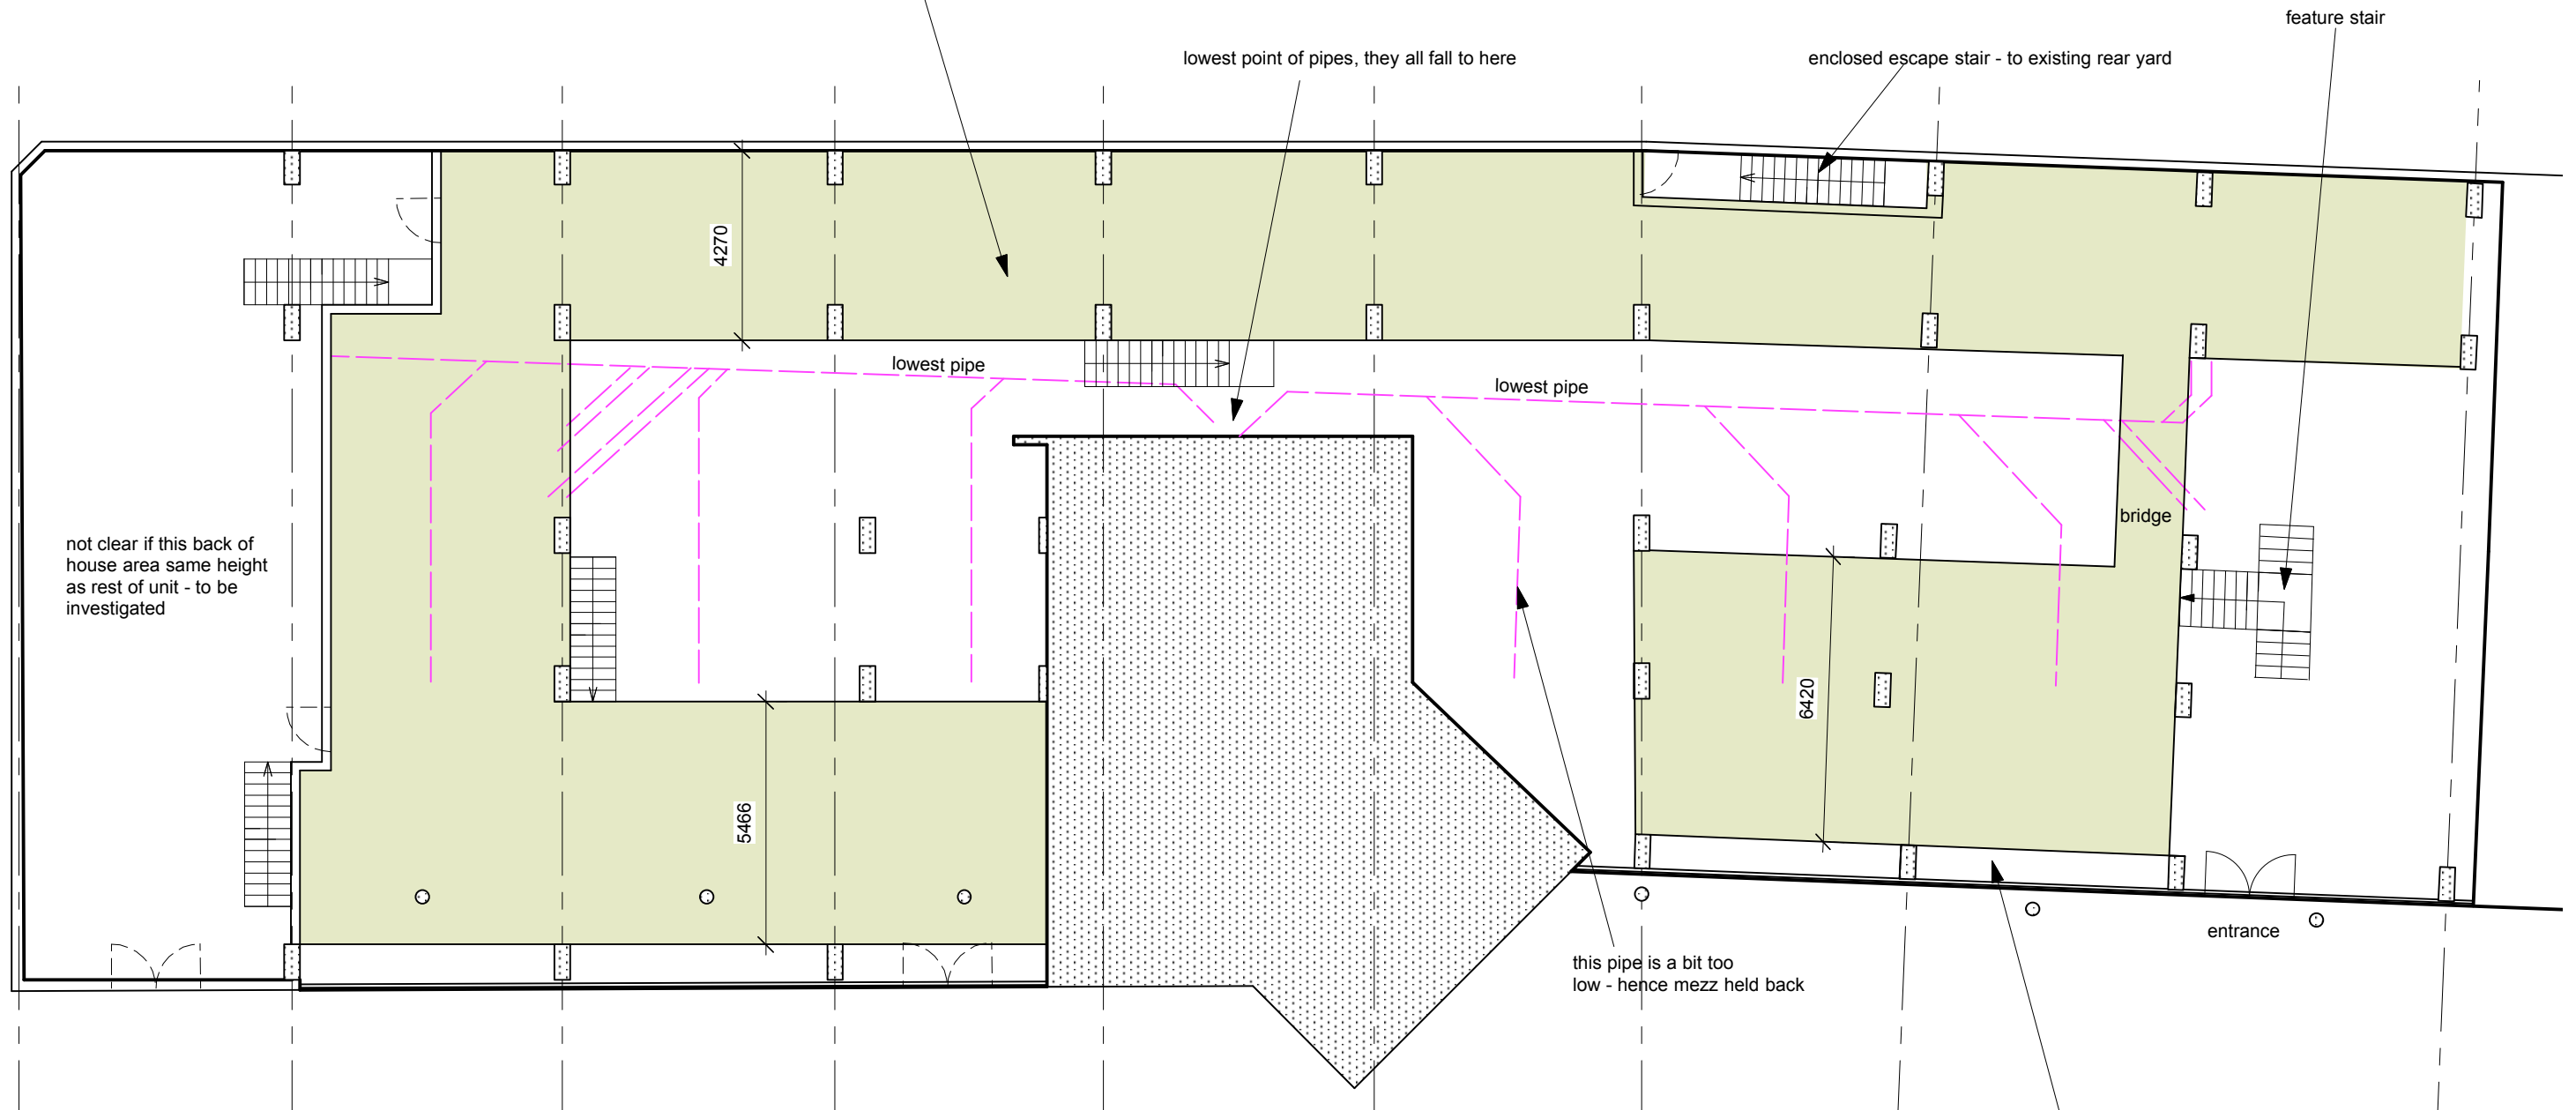 feature stair
lowest point of pipes, they all fall to here
enclosed escape stair - to existing rear yard
4270
lowest pipe
lowest pipe
not clear if this back of
house area same height
as rest of unit - to be
investigated
bridge
6420
5466
entrance
this pipe is a bit too
low - hence mezz held back